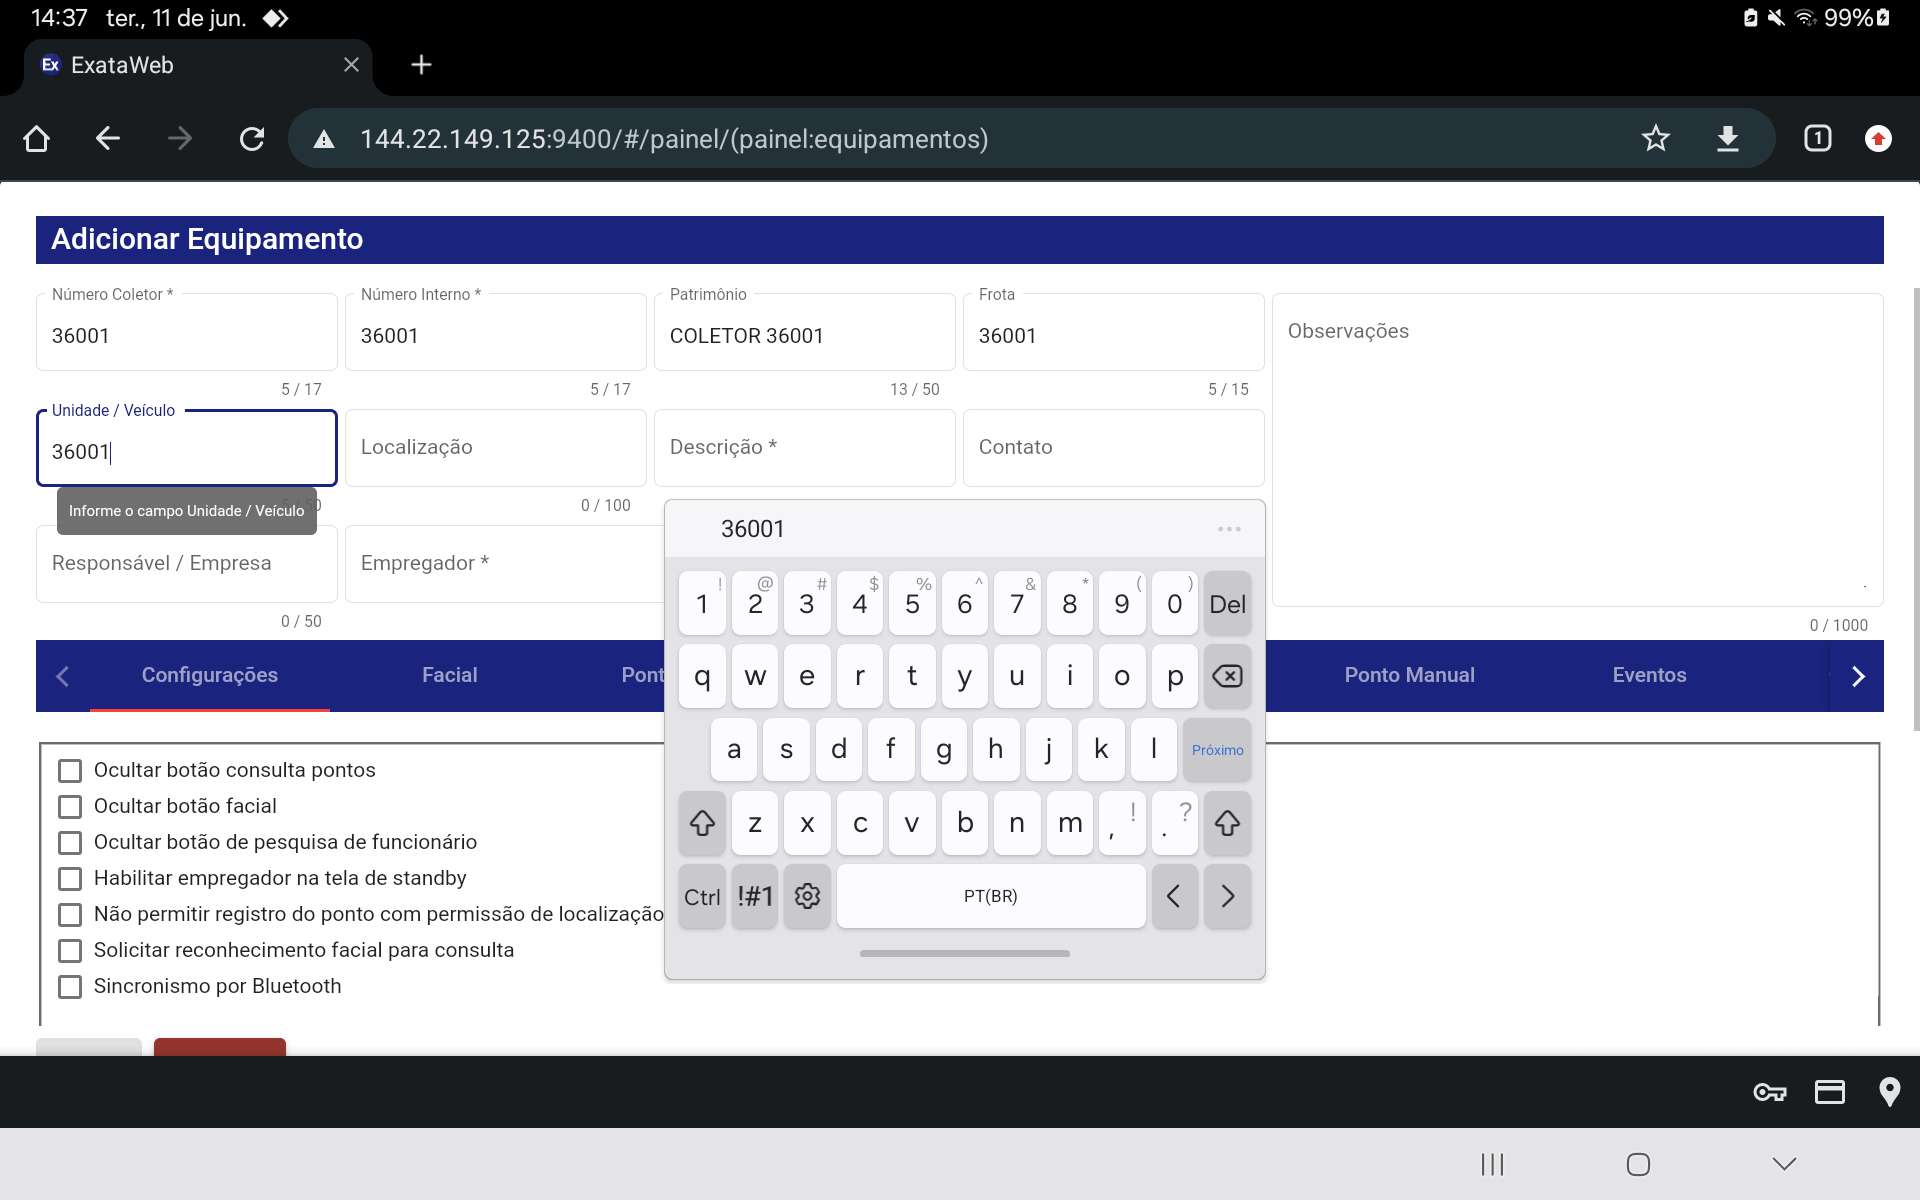 14:37 ter., 11 de jun.
99%
Ex ExataWeb
144.22.149.125:9400/#/painel/(painel:equipamentos)
1
Adicionar Equipamento
Número Coletor *
36001
5 / 17
Número Interno *
36001
5 / 17
Patrimônio
COLETOR 36001
13 / 50
Frota
36001
5 / 15
Observações
0 / 1000
Unidade / Veículo
36001
5 / 50
Informe o campo Unidade / Veículo
Localização
0 / 100
Descrição *
Contato
Responsável / Empresa
0 / 50
Empregador *
Configurações
Facial
Pont
Ponto Manual
Eventos
Ocultar botão consulta pontos
Ocultar botão facial
Ocultar botão de pesquisa de funcionário
Habilitar empregador na tela de standby
Não permitir registro do ponto com permissão de localização
Solicitar reconhecimento facial para consulta
Sincronismo por Bluetooth
36001
! @ # $ % ^ & * ( )
1 2 3 4 5 6 7 8 9 0 Del
q w e r t y u i o p
a s d f g h j k l Próximo
z x c v b n m , ! . ?
Ctrl !#1 PT(BR)